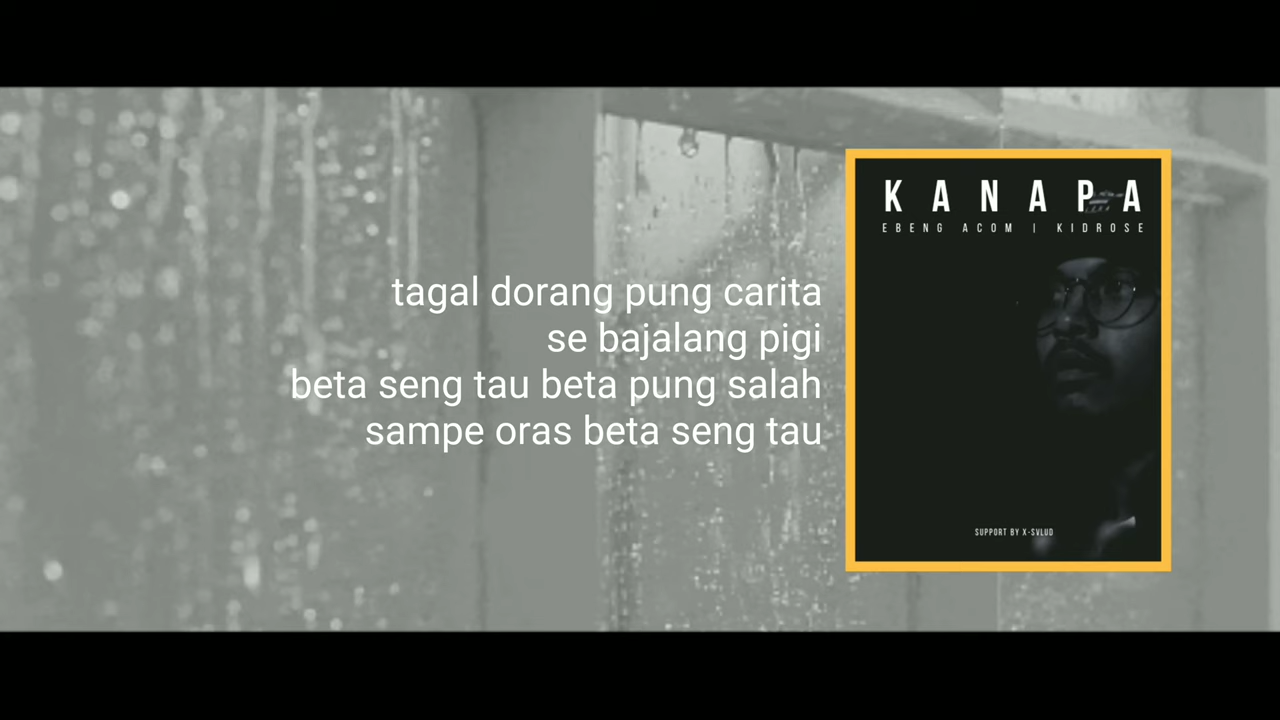 tagal dorang pung carita
se bajalang pigi
beta seng tau beta pung salah
sampe oras beta seng tau
KANAPA
EBENG ACOM | KIDROSE
SUPPORT BY X-SVLUD